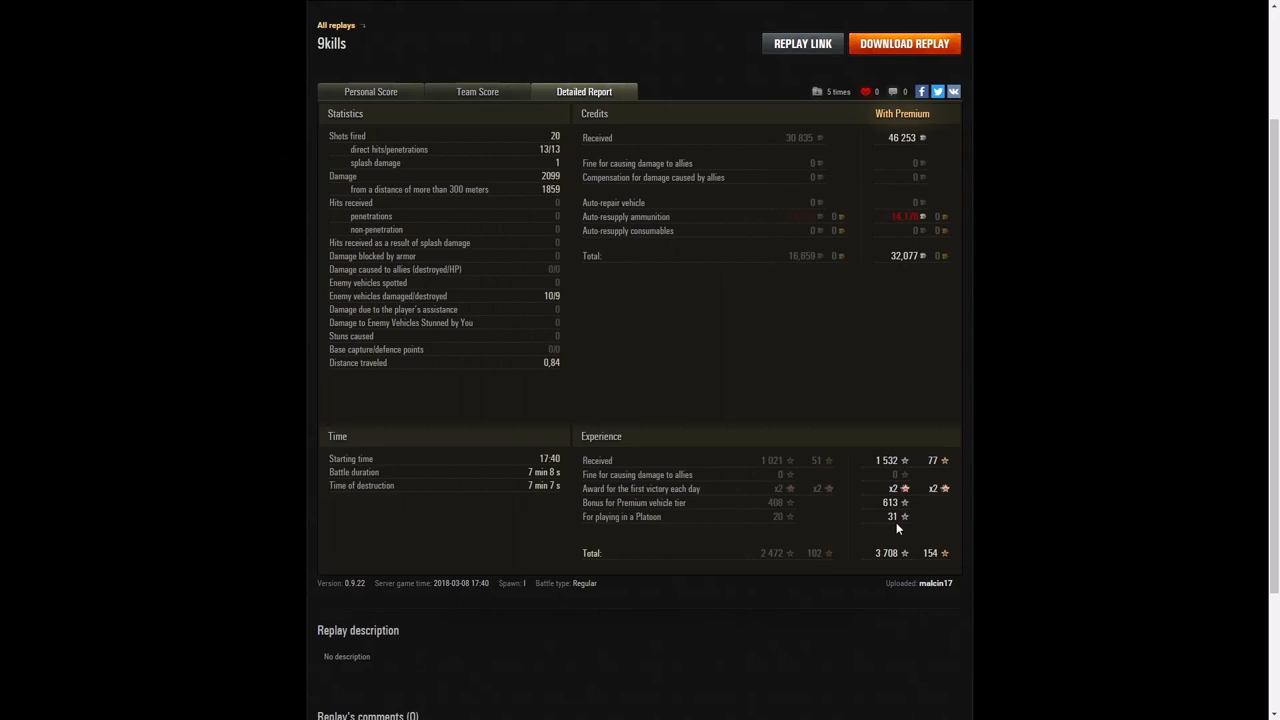 All replays
9kills
REPLAY LINK DOWNLOAD REPLAY
Personal Score Team Score Detailed Report 5 times 0 0
Statistics Credits With Premium
Shots fired 20 Received 30 835 46 253
direct hits/penetrations 13/13
splash damage 1 Fine for causing damage to allies 0 0
Damage 2099 Compensation for damage caused by allies 0 0
from a distance of more than 300 meters 1859
Hits received 0 Auto-repair vehicle 0 0
penetrations 0 Auto-resupply ammunition 0 14,176 0
non-penetration 0 Auto-resupply consumables 0 0 0 0
Hits received as a result of splash damage 0
Damage blocked by armor 0 Total: 16,659 0 32,077 0
Damage caused to allies (destroyed/HP) 0/0
Enemy vehicles spotted 0
Enemy vehicles damaged/destroyed 10/9
Damage due to the player's assistance 0
Damage to Enemy Vehicles Stunned by You 0
Stuns caused 0
Base capture/defence points 0/0
Distance traveled 0,84
Time Experience
Starting time 17:40 Received 1 021 51 1 532 77
Battle duration 7 min 8 s Fine for causing damage to allies 0 0
Time of destruction 7 min 7 s Award for the first victory each day x2 x2 x2 x2
Bonus for Premium vehicle tier 408 613
For playing in a Platoon 20 31
Total: 2 472 102 3 708 154
Version: 0.9.22 Server game time: 2018-03-08 17:40 Spawn: I Battle type: Regular Uploaded: malcin17
Replay description
No description
Replay's comments (0)